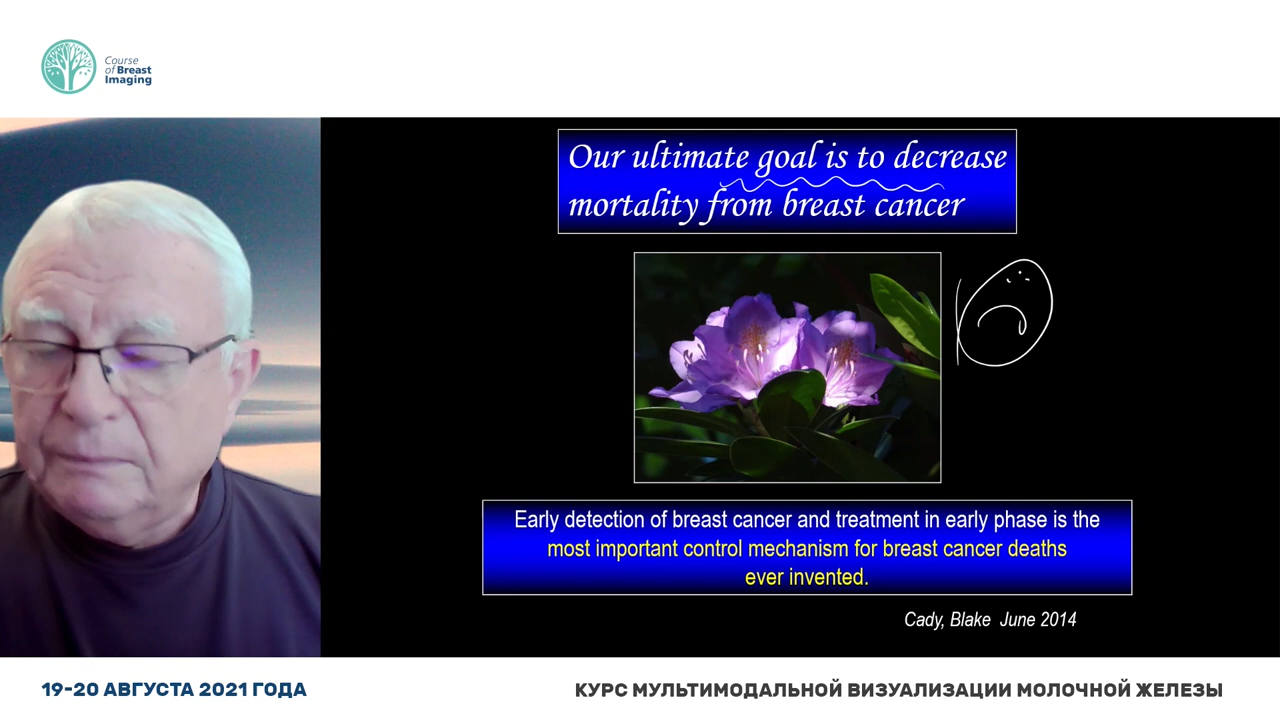 Course
of Breast
Imaging
Our ultimate goal is to decrease
mortality from breast cancer
Early detection of breast cancer and treatment in early phase is the
most important control mechanism for breast cancer deaths
ever invented.
Cady, Blake June 2014
19-20 АВГУСТА 2021 ГОДА
КУРС МУЛЬТИМОДАЛЬНОЙ ВИЗУАЛИЗАЦИИ МОЛОЧНОЙ ЖЕЛЕЗЫ